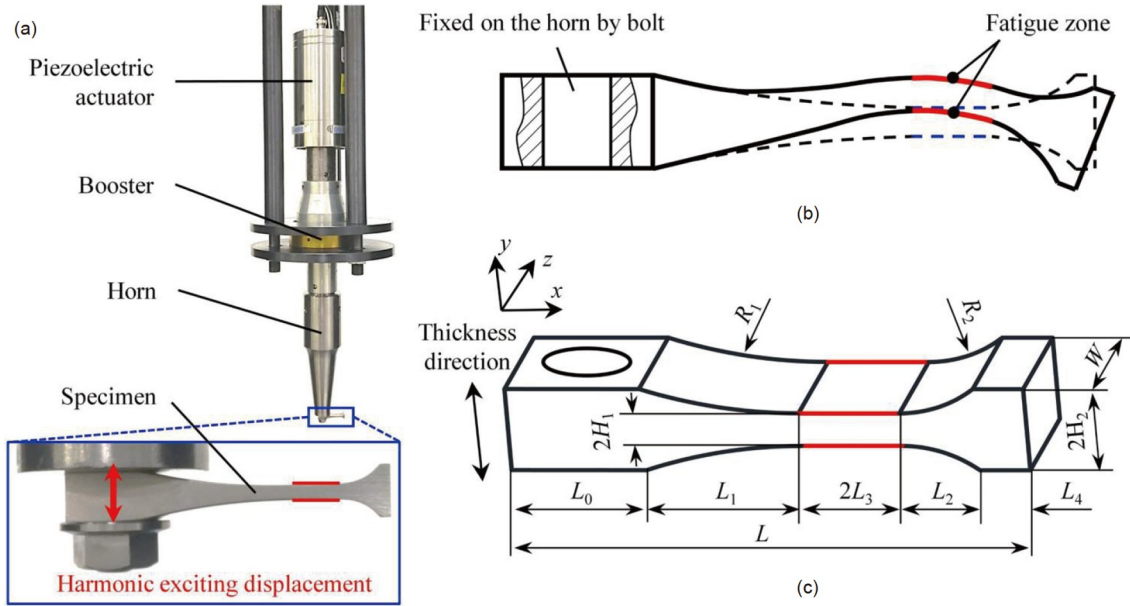 (a)
Piezoelectric
actuator
Booster
Horn
Specimen
Harmonic exciting displacement
Fixed on the horn by bolt
Fatigue zone
(b)
y
z
x
Thickness
direction
R1
R2
W
2H1
2H2
L0
L1
2L3
L2
L4
L
(c)